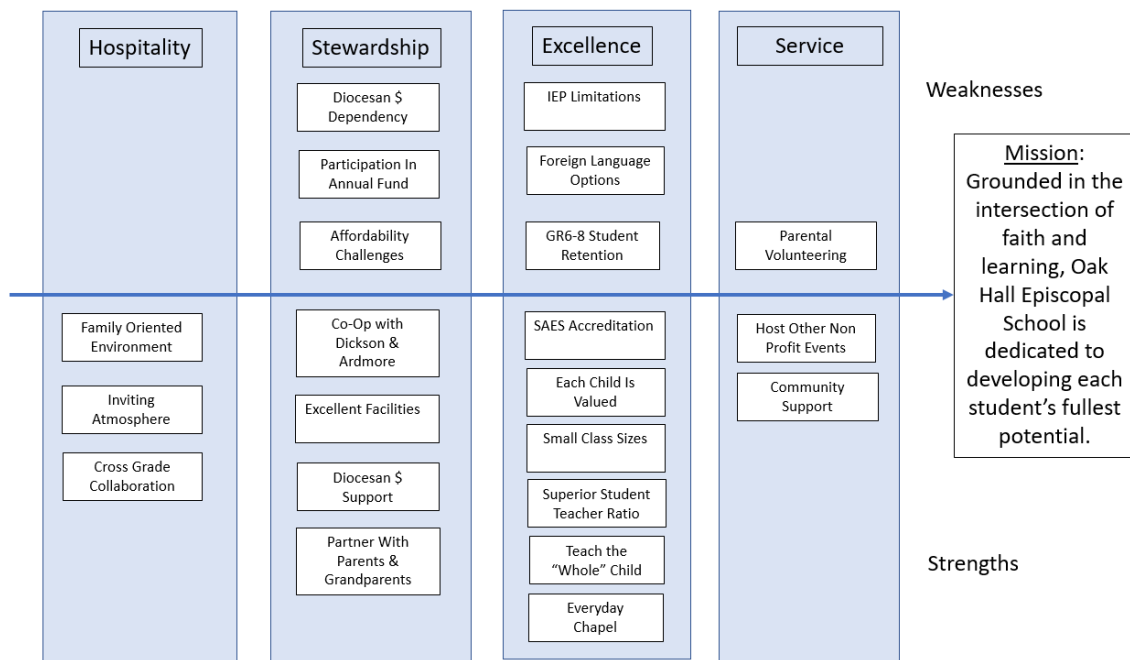 Hospitality
Stewardship
Excellence
Service
Weaknesses
Diocesan $
Dependency
Participation In
Annual Fund
Affordability
Challenges
IEP Limitations
Foreign Language
Options
GR6-8 Student
Retention
Parental
Volunteering
Family Oriented
Environment
Inviting
Atmosphere
Cross Grade
Collaboration
Co-Op with
Dickson &
Ardmore
Excellent Facilities
Diocesan $
Support
Partner With
Parents &
Grandparents
SAES Accreditation
Each Child Is
Valued
Small Class Sizes
Superior Student
Teacher Ratio
Teach the
“Whole” Child
Everyday
Chapel
Host Other Non
Profit Events
Community
Support
Strengths
Mission:
Grounded in the
intersection of
faith and
learning, Oak
Hall Episcopal
School is
dedicated to
developing each
student’s fullest
potential.